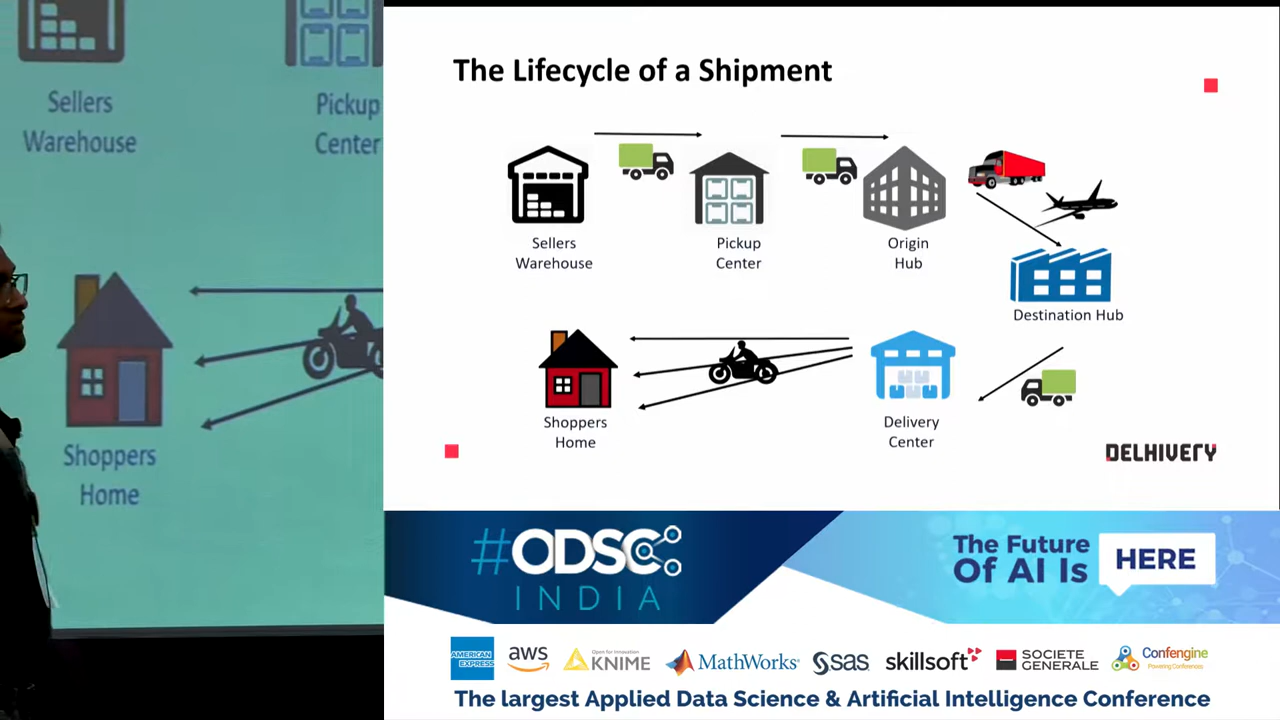 Sellers
Warehouse
Pickup
Center
Shoppers
Home
The Lifecycle of a Shipment
Sellers
Warehouse
Pickup
Center
Origin
Hub
Destination Hub
Shoppers
Home
Delivery
Center
DELHIVERY
#ODSC
INDIA
The Future
Of AI Is
HERE
AMERICAN
EXPRESS
aws
Open for Innovation
KNIME
MathWorks
sas
skillsoft
SOCIETE
GENERALE
Confengine
Powering Conferences
The largest Applied Data Science & Artificial Intelligence Conference